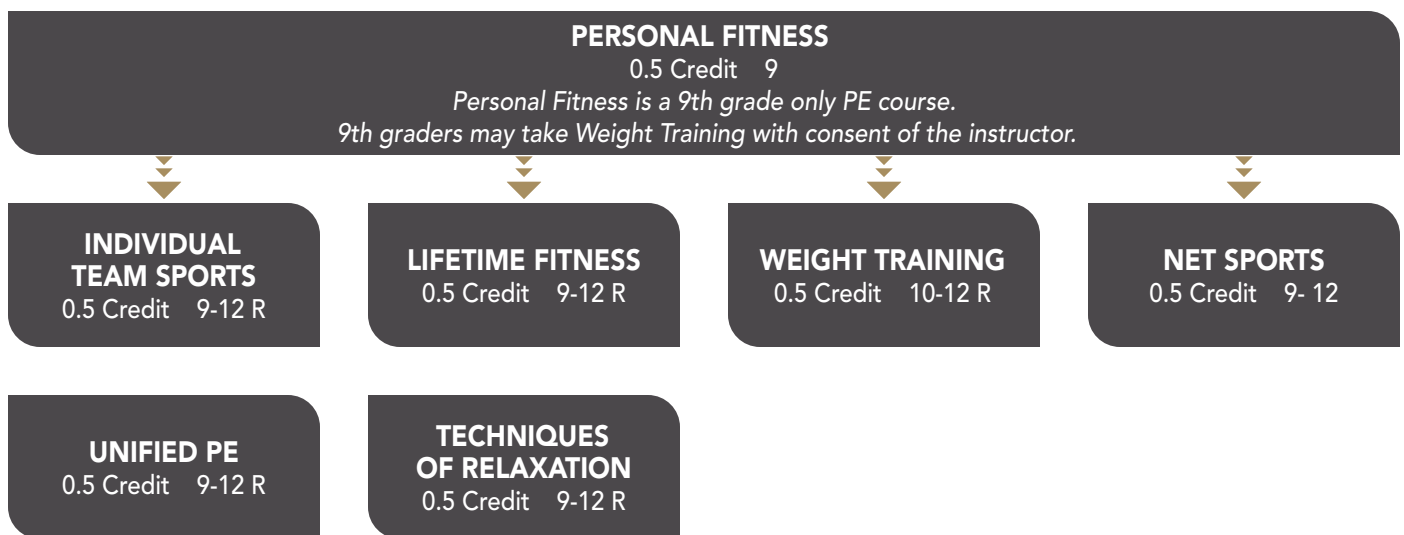 PERSONAL FITNESS
0.5 Credit 9
Personal Fitness is a 9th grade only PE course.
9th graders may take Weight Training with consent of the instructor.
INDIVIDUAL
TEAM SPORTS
0.5 Credit 9-12 R
LIFETIME FITNESS
0.5 Credit 9-12 R
WEIGHT TRAINING
0.5 Credit 10-12 R
NET SPORTS
0.5 Credit 9- 12
UNIFIED PE
0.5 Credit 9-12 R
TECHNIQUES
OF RELAXATION
0.5 Credit 9-12 R